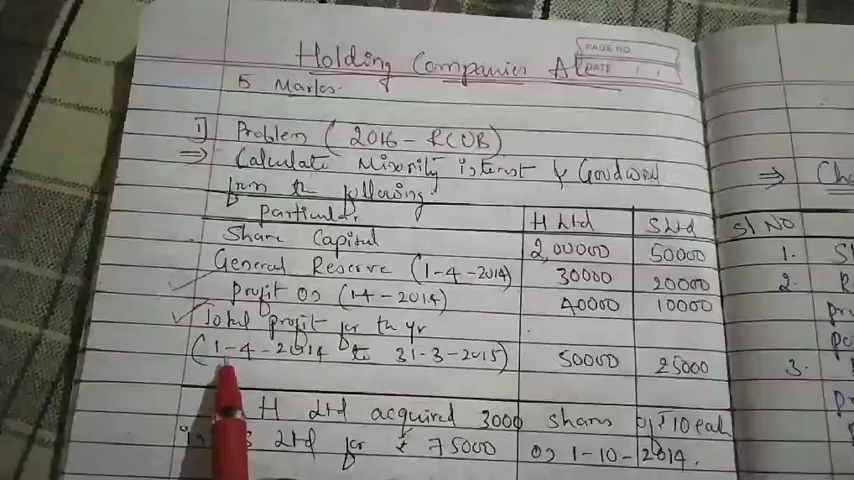 PAGE NO
Holding Companies A/c DATE / /
5 Marks.
1] Problem (2016 - RCUB)
⇒ Calculate Minority interest & Goodwill
from the following.
Particular. H Ltd S Ltd
Share Capital 2,00000 50000
General Reserve (1-4-2014) 30000 20000
profit on (1-4-2014) 40000 10000
Total profit for the yr
(1-4-2014 to 31-3-2015) 50000 25000
H Ltd acquired 3000 shares of ₹10 each
Ltd for ₹ 75000 on 1-10-2014.
⇒
Sl NO
1.
2.
3.